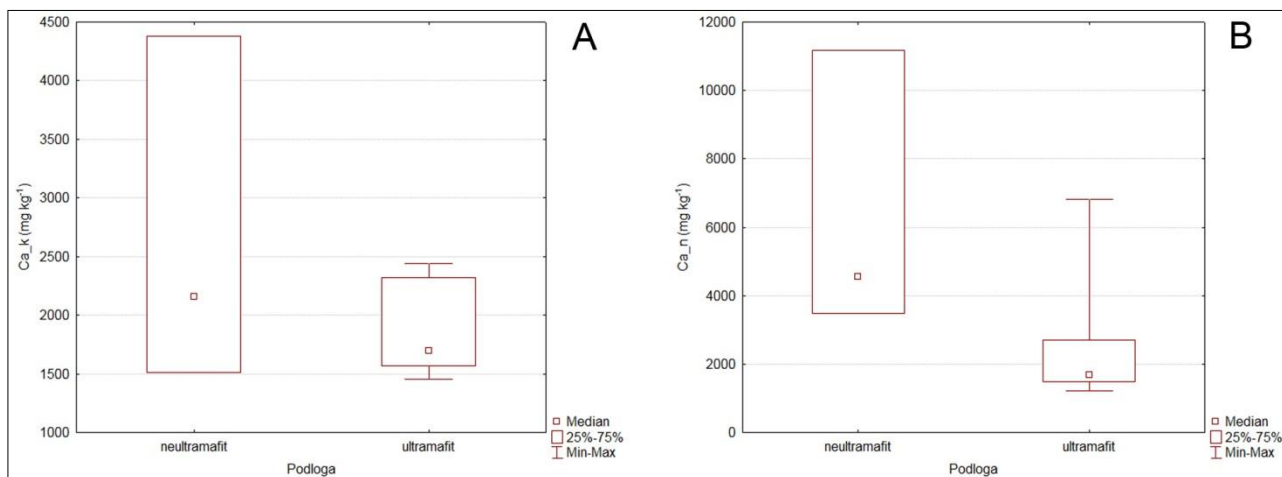 A
4500
4000
3500
3000
2500
2000
1500
1000
Ca_k (mg kg⁻¹)
neultramafit ultramafit
Podloga
Median
25%-75%
Min-Max
B
12000
10000
8000
6000
4000
2000
0
Ca_n (mg kg⁻¹)
neultramafit ultramafit
Podloga
Median
25%-75%
Min-Max